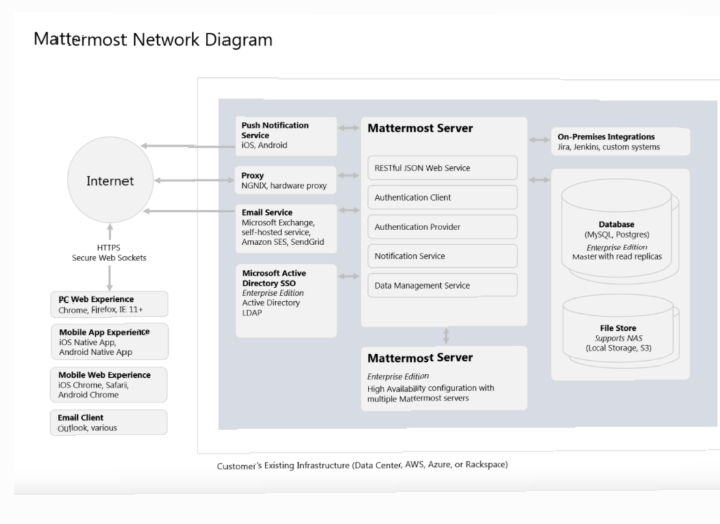 Mattermost Network Diagram
Internet
HTTPS
Secure Web Sockets
PC Web Experience
Chrome, Firefox, IE 11+
Mobile App Experience
iOS Native App,
Android Native App
Mobile Web Experience
iOS Chrome, Safari,
Android Chrome
Email Client
Outlook, various
Push Notification
Service
iOS, Android
Proxy
NGNIX, hardware proxy
Email Service
Microsoft Exchange,
self-hosted service,
Amazon SES, SendGrid
Microsoft Active
Directory SSO
Enterprise Edition
Active Directory
LDAP
Mattermost Server
RESTful JSON Web Service
Authentication Client
Authentication Provider
Notification Service
Data Management Service
Mattermost Server
Enterprise Edition
High Availability configuration with
multiple Mattermost servers
On-Premises Integrations
Jira, Jenkins, custom systems
Database
(MySQL, Postgres)
Enterprise Edition
Master with read replicas
File Store
Supports NAS
(Local Storage, S3)
Customer's Existing Infrastructure (Data Center, AWS, Azure, or Rackspace)